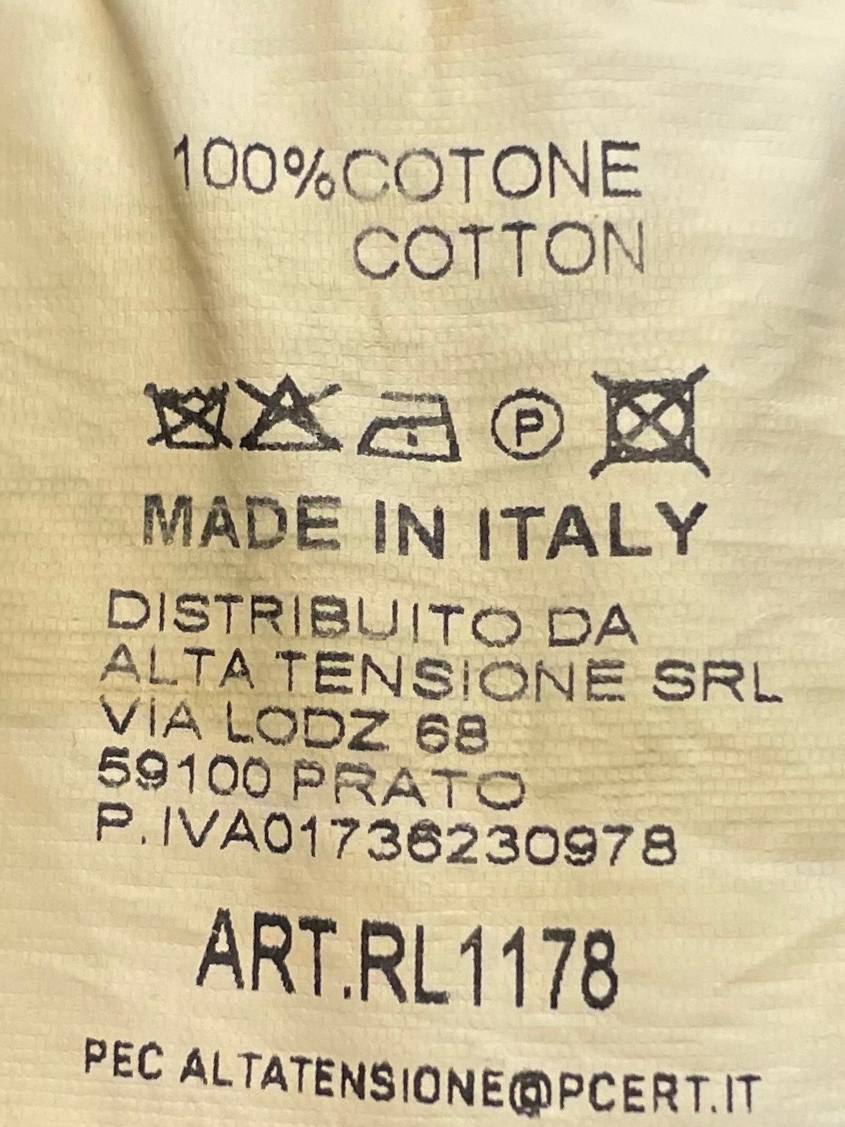 100%COTONE
COTTON
P
MADE IN ITALY
DISTRIBUITO DA
ALTA TENSIONE SRL
VIA LODZ 68
59100 PRATO
P.IVA01736230978
ART.RL1178
PEC ALTATENSIONE@PCERT.IT